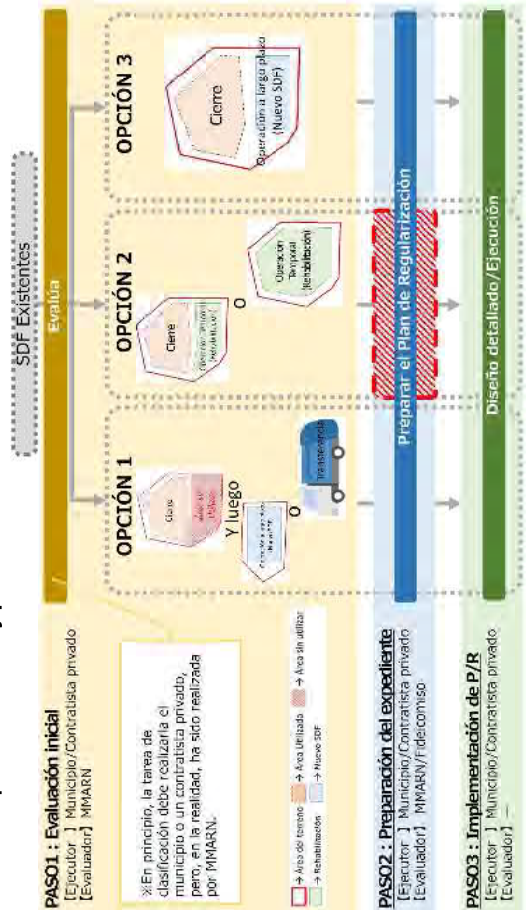 SDF Existentes
PASO1 : Evaluación inicial
[Ejecutor ] Municipio/Contratista privado
[Evaluador] MMARN
Evalúa
※En principio, la tarea de
clasificación debe realizarla el
municipio o un contratista privado,
pero, en la realidad, ha sido realizada
por MMARN.
→ Área del terreno
→ Área Utilizada
→ Área sin utilizar
→ Rehabilitación
→ Nuevo SDF
OPCIÓN 1
Cierre
Y luego
O
Transferencia
OPCIÓN 2
Cierre
Operación Temporal
(Rehabilitación)
O
Operación
Temporal
(Rehabilitación)
OPCIÓN 3
Cierre
Operación a largo plazo
(Nuevo SDF)
PASO2 : Preparación del expediente
[Ejecutor ] Municipio/Contratista privado
[Evaluador] MMARN/Fideicomiso
Preparar el Plan de Regularización
PASO3 : Implementación de P/R
[Ejecutor ] Municipio/Contratista privado
[Evaluador] —
Diseño detallado/Ejecución